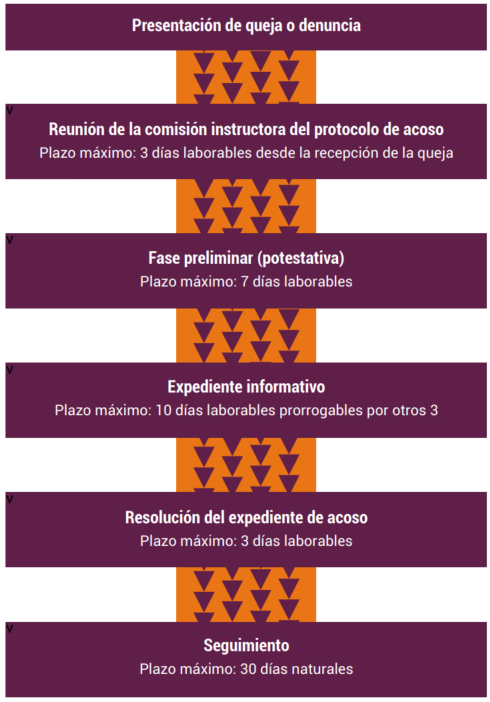 Presentación de queja o denuncia
v
Reunión de la comisión instructora del protocolo de acoso
Plazo máximo: 3 días laborables desde la recepción de la queja
v
Fase preliminar (potestativa)
Plazo máximo: 7 días laborables
v
Expediente informativo
Plazo máximo: 10 días laborables prorrogables por otros 3
v
Resolución del expediente de acoso
Plazo máximo: 3 días laborables
v
Seguimiento
Plazo máximo: 30 días naturales